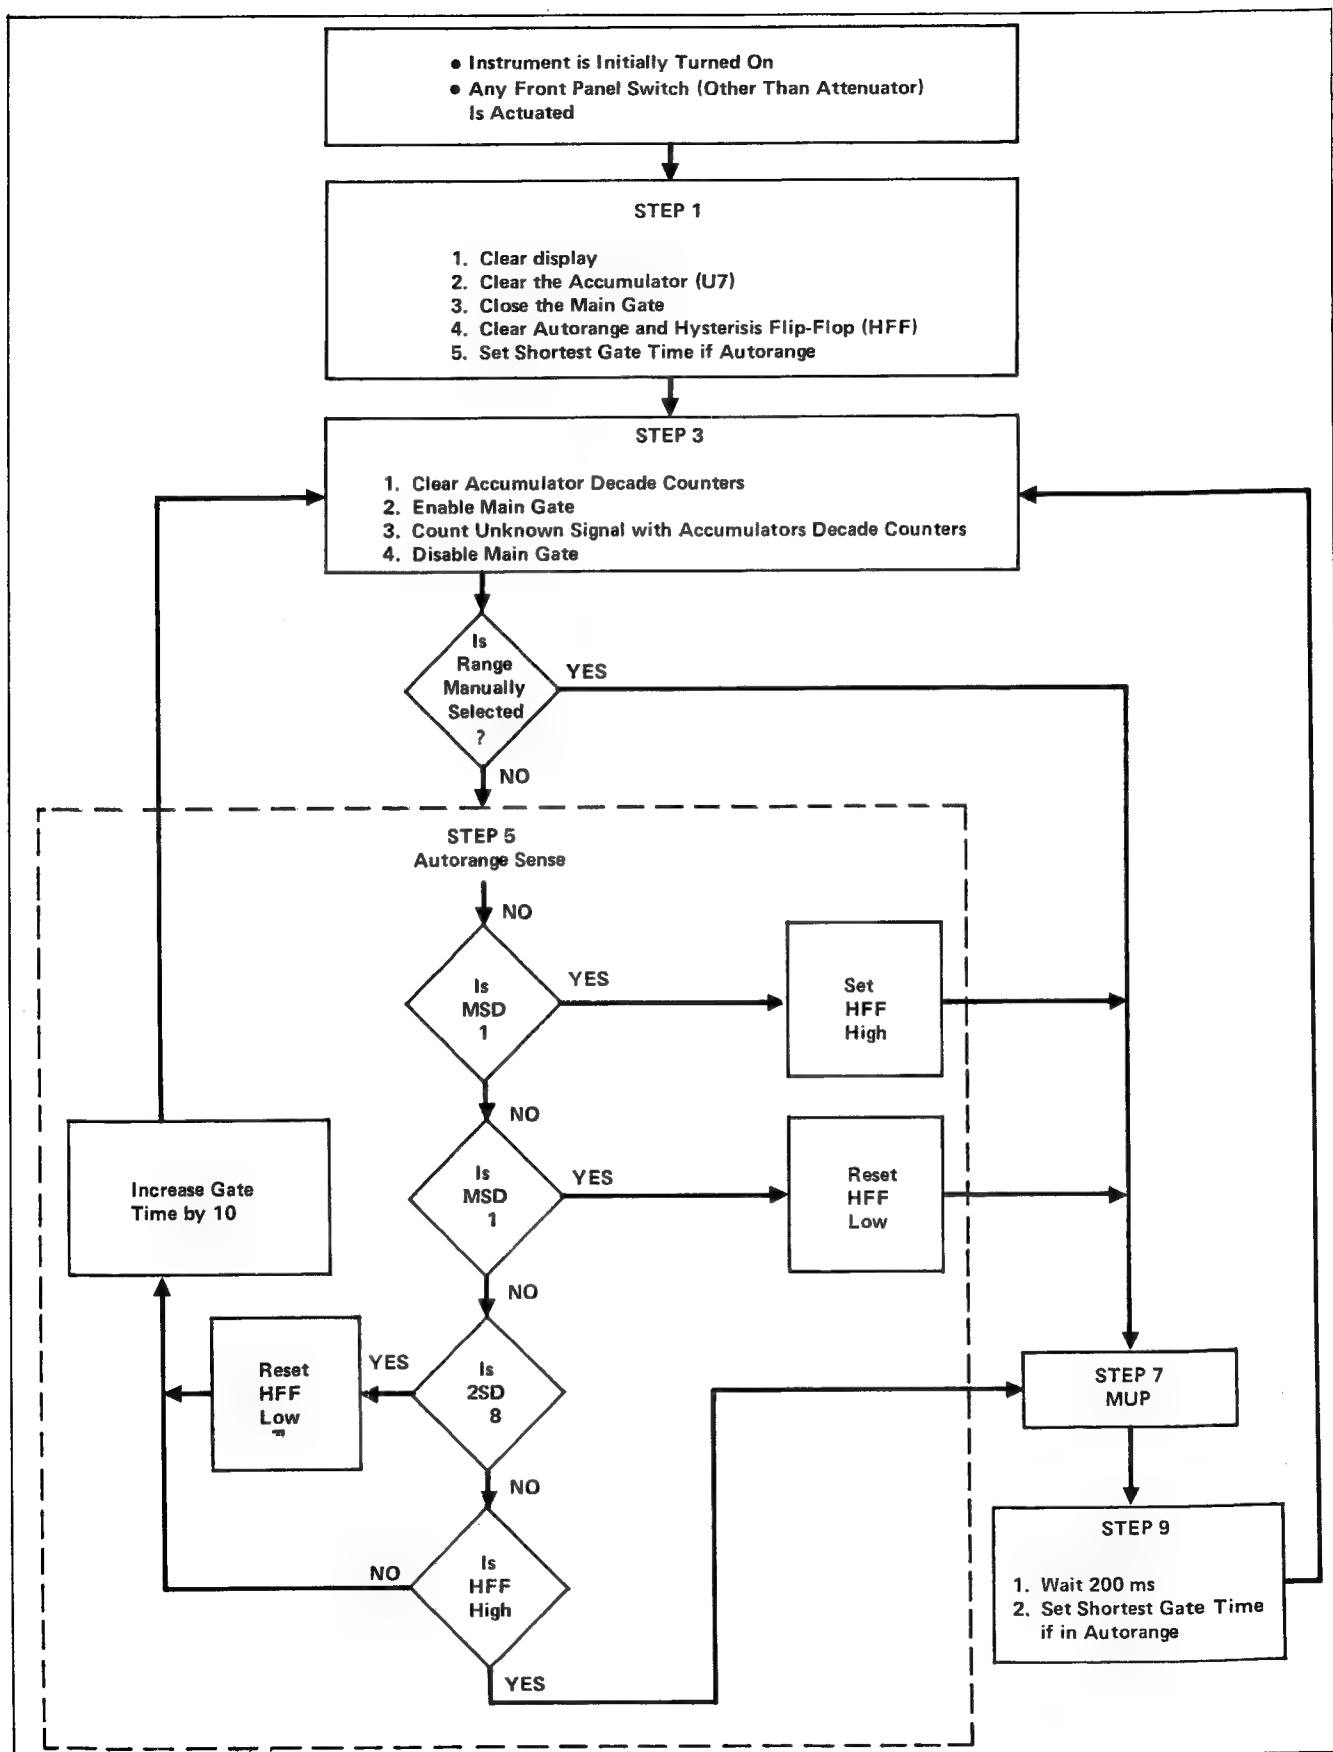 • Instrument is Initially Turned On
• Any Front Panel Switch (Other Than Attenuator)
Is Actuated
STEP 1
1. Clear display
2. Clear the Accumulator (U7)
3. Close the Main Gate
4. Clear Autorange and Hysterisis Flip-Flop (HFF)
5. Set Shortest Gate Time if Autorange
STEP 3
1. Clear Accumulator Decade Counters
2. Enable Main Gate
3. Count Unknown Signal with Accumulators Decade Counters
4. Disable Main Gate
Is
Range
Manually
Selected
?
YES
NO
STEP 5
Autorange Sense
NO
Is
MSD
1
YES
Set
HFF
High
NO
Is
MSD
1
YES
Reset
HFF
Low
Increase Gate
Time by 10
NO
Is
2SD
8
YES
Reset
HFF
Low
STEP 7
MUP
NO
Is
HFF
High
NO
YES
STEP 9
1. Wait 200 ms
2. Set Shortest Gate Time
if in Autorange